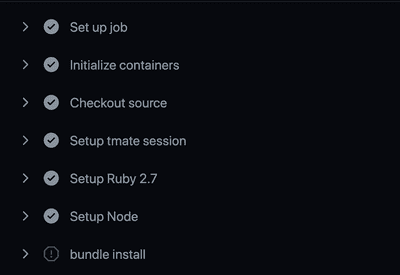 Set up job
Initialize containers
Checkout source
Setup tmate session
Setup Ruby 2.7
Setup Node
bundle install